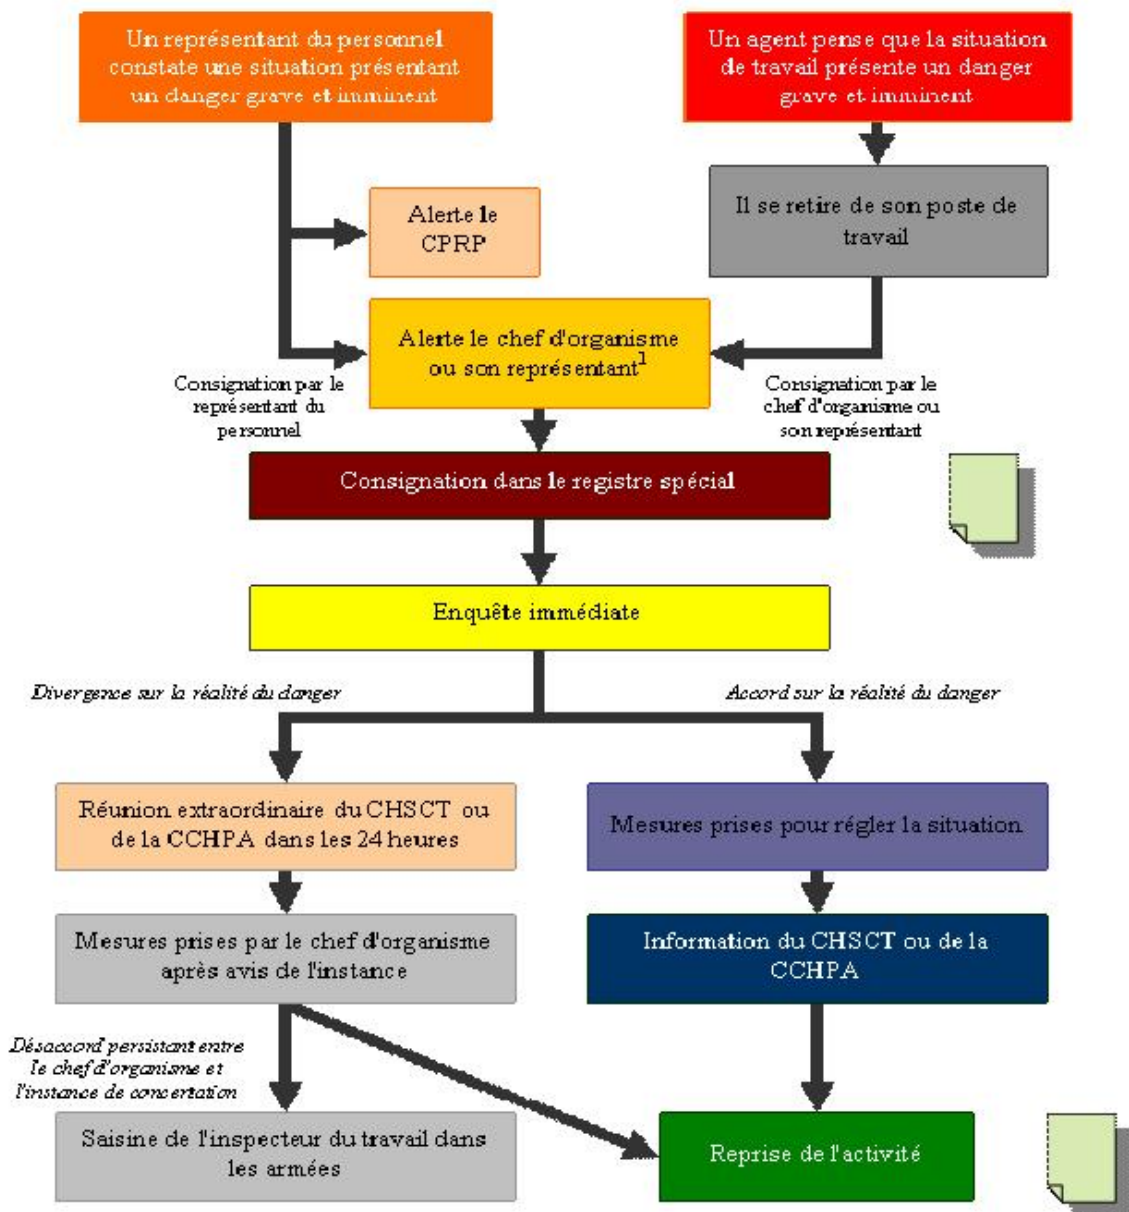 Un représentant du personnel
constate une situation présentant
un danger grave et imminent
Un agent pense que la situation
de travail présente un danger
grave et imminent
Alerte le
CPRP
Il se retire de son poste de
travail
Alerte le chef d'organisme
ou son représentant1
Consignation par le
représentant du
personnel
Consignation par le
chef d'organisme ou
son représentant
Consignation dans le registre spécial
Enquête immédiate
Divergence sur la réalité du danger
Accord sur la réalité du danger
Réunion extraordinaire du CHSCT ou
de la CCHPA dans les 24 heures
Mesures prises pour régler la situation
Mesures prises par le chef d'organisme
après avis de l'instance
Information du CHSCT ou de la
CCHPA
Désaccord persistant entre
le chef d'organisme et
l'instance de concertation
Saisine de l'inspecteur du travail dans
les armées
Reprise de l'activité